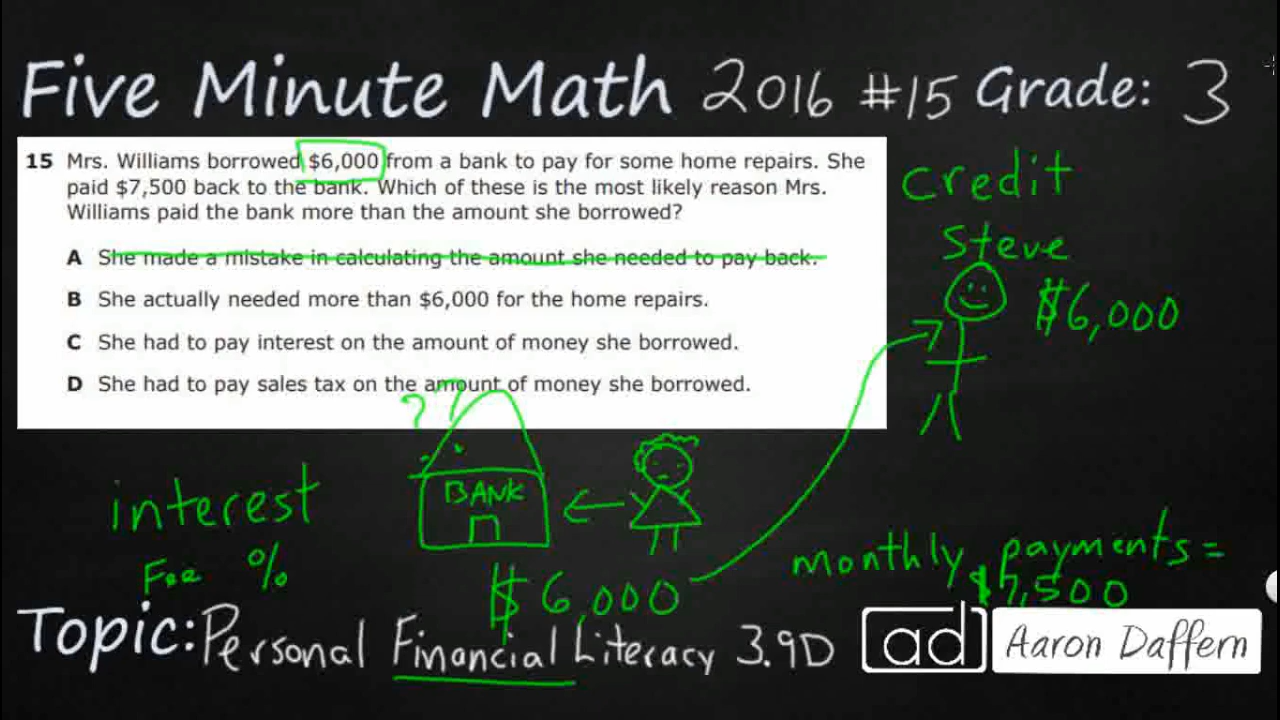 Five Minute Math 2016 #15 Grade: 3
15 Mrs. Williams borrowed $6,000 from a bank to pay for some home repairs. She
paid $7,500 back to the bank. Which of these is the most likely reason Mrs.
Williams paid the bank more than the amount she borrowed?
A She made a mistake in calculating the amount she needed to pay back.
B She actually needed more than $6,000 for the home repairs.
C She had to pay interest on the amount of money she borrowed.
D She had to pay sales tax on the amount of money she borrowed.
credit
Steve
$6,000
??
BANK
interest
Fee %
$6,000
monthly payments =
$7,500
Topic: Personal Financial Literacy 3.9D
ad Aaron Daffern